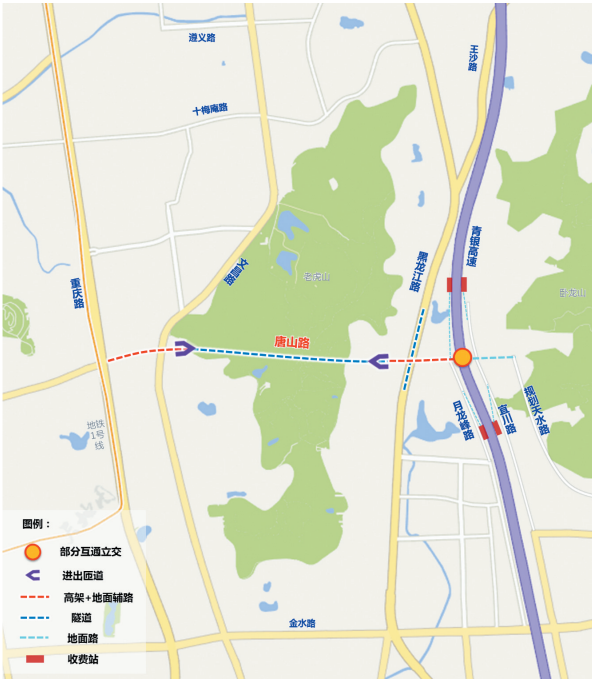 遵义路
王沙路
十梅庵路
青银高速
文昌路
黑龙江路
老虎山
重庆路
卧龙山
唐山路
规划天水路
月龙峰路
宜川路
地铁
1号
线
图例：
部分互通立交
进出匝道
高架+地面辅路
隧道
地面路
收费站
金水路